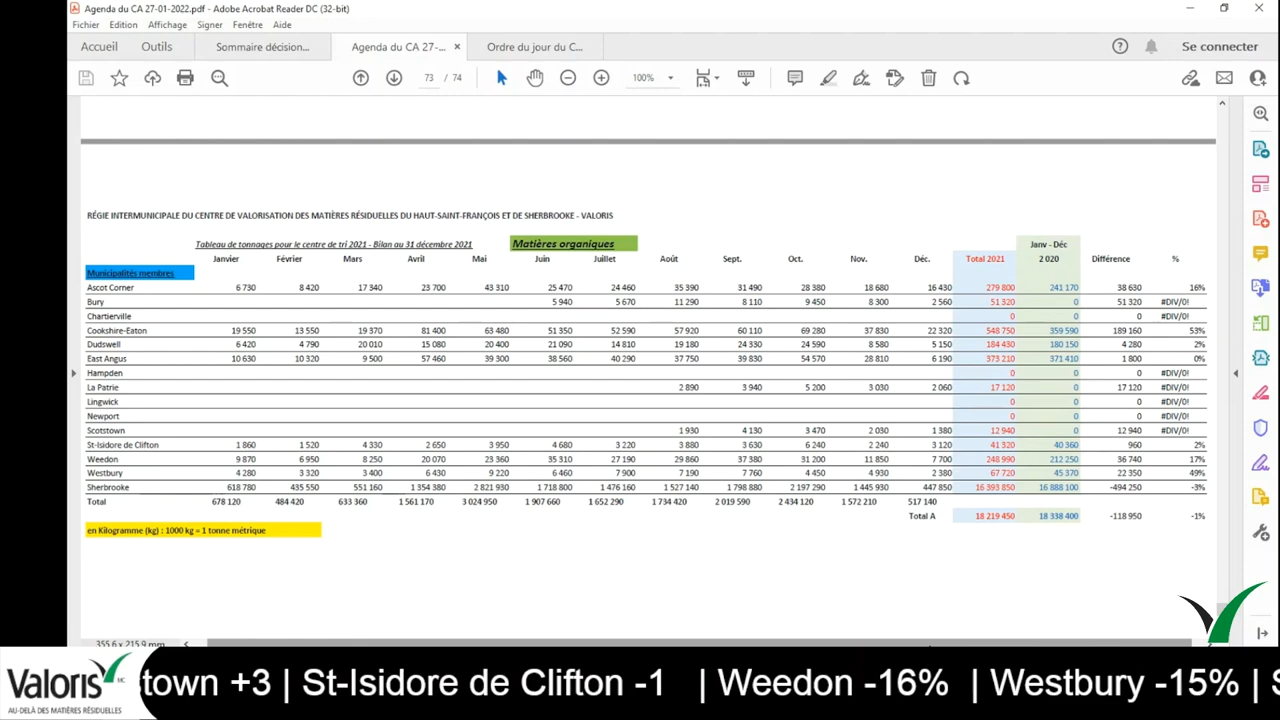 Agenda du CA 27-01-2022.pdf - Adobe Acrobat Reader DC (32-bit)
Fichier Edition Affichage Signer Fenêtre Aide
Accueil Outils Sommaire décision... Agenda du CA 27-... × Ordre du jour du C... Se connecter
73 / 74 100%
RÉGIE INTERMUNICIPALE DU CENTRE DE VALORISATION DES MATIÈRES RÉSIDUELLES DU HAUT-SAINT-FRANÇOIS ET DE SHERBROOKE - VALORIS
Tableau de tonnages pour le centre de tri 2021 - Bilan au 31 décembre 2021 Matières organiques Janv - Déc
Janvier Février Mars Avril Mai Juin Juillet Août Sept. Oct. Nov. Déc. Total 2021 2 020 Différence %
Municipalités membres
Ascot Corner 6 730 8 420 17 340 23 700 43 310 25 470 24 460 35 390 31 490 28 380 18 680 16 430 279 800 241 170 38 630 16%
Bury 5 940 5 670 11 290 8 110 9 450 8 300 2 560 51 320 0 51 320 #DIV/0!
Chartierville 0 0 0 #DIV/0!
Cookshire-Eaton 19 550 13 550 19 370 81 400 63 480 51 350 52 590 57 920 60 110 69 280 37 830 22 320 548 750 359 590 189 160 53%
Dudswell 6 420 4 790 20 010 15 080 20 400 21 090 14 810 19 180 24 330 24 590 8 580 5 150 184 430 180 150 4 280 2%
East Angus 10 630 10 320 9 500 57 460 39 300 38 560 40 290 37 750 39 830 54 570 28 810 6 190 373 210 371 410 1 800 0%
Hampden 0 0 0 #DIV/0!
La Patrie 2 890 3 940 5 200 3 030 2 060 17 120 0 17 120 #DIV/0!
Lingwick 0 0 0 #DIV/0!
Newport 0 0 0 #DIV/0!
Scotstown 1 930 4 130 3 470 2 030 1 380 12 940 0 12 940 #DIV/0!
St-Isidore de Clifton 1 860 1 520 4 330 2 650 3 950 4 680 3 220 3 880 3 630 6 240 2 240 3 120 41 320 40 360 960 2%
Weedon 9 870 6 950 8 250 20 070 23 360 35 310 27 190 29 860 37 380 31 200 11 850 7 700 248 990 212 250 36 740 17%
Westbury 4 280 3 320 3 400 6 430 9 220 6 460 7 900 7 190 7 760 4 450 4 930 2 380 67 720 45 370 22 350 49%
Sherbrooke 618 780 435 550 551 160 1 354 380 2 821 930 1 718 800 1 476 160 1 527 140 1 798 880 2 197 290 1 445 930 447 850 16 393 850 16 888 100 -494 250 -3%
Total 678 120 484 420 633 360 1 561 170 3 024 950 1 907 660 1 652 290 1 734 420 2 019 590 2 434 120 1 572 210 517 140
Total A 18 219 450 18 338 400 -118 950 -1%
en Kilogramme (kg) : 1000 kg = 1 tonne métrique
355,6 x 215,9 mm
Valoris MC
AU-DELÀ DES MATIÈRES RÉSIDUELLES
town +3 | St-Isidore de Clifton -1 | Weedon -16% | Westbury -15% | S